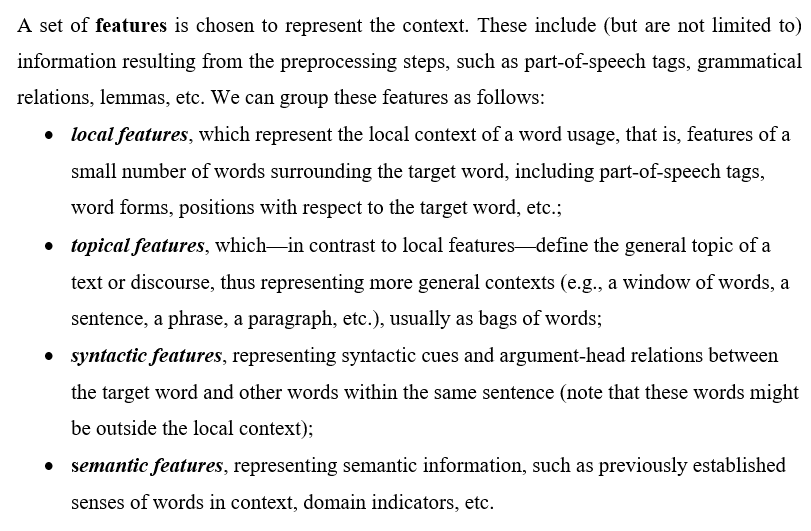 A set of features is chosen to represent the context. These include (but are not limited to)
information resulting from the preprocessing steps, such as part-of-speech tags, grammatical
relations, lemmas, etc. We can group these features as follows:
• local features, which represent the local context of a word usage, that is, features of a
small number of words surrounding the target word, including part-of-speech tags,
word forms, positions with respect to the target word, etc.;
• topical features, which—in contrast to local features—define the general topic of a
text or discourse, thus representing more general contexts (e.g., a window of words, a
sentence, a phrase, a paragraph, etc.), usually as bags of words;
• syntactic features, representing syntactic cues and argument-head relations between
the target word and other words within the same sentence (note that these words might
be outside the local context);
• semantic features, representing semantic information, such as previously established
senses of words in context, domain indicators, etc.